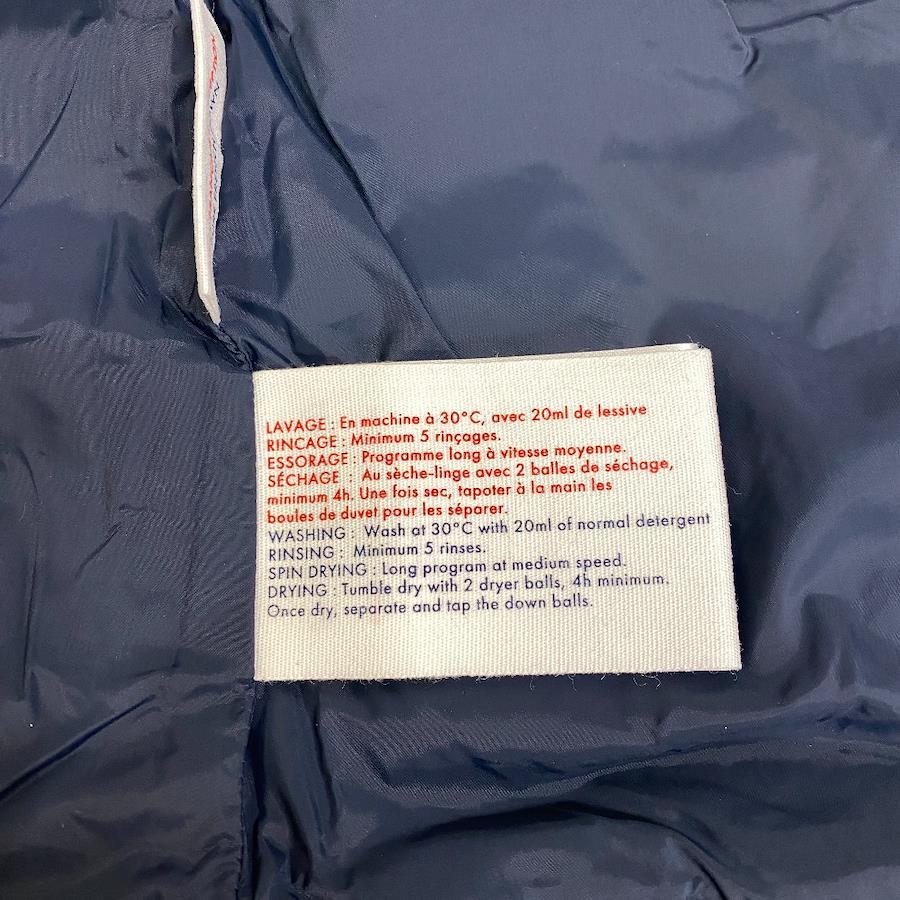 LAVAGE : En machine à 30°C, avec 20ml de lessive
RINCAGE : Minimum 5 rinçages.
ESSORAGE : Programme long à vitesse moyenne.
SÉCHAGE : Au sèche-linge avec 2 balles de séchage,
minimum 4h. Une fois sec, tapoter à la main les
boules de duvet pour les séparer.
WASHING : Wash at 30°C with 20ml of normal detergent
RINSING : Minimum 5 rinses.
SPIN DRYING : Long program at medium speed.
DRYING : Tumble dry with 2 dryer balls, 4h minimum.
Once dry, separate and tap the down balls.